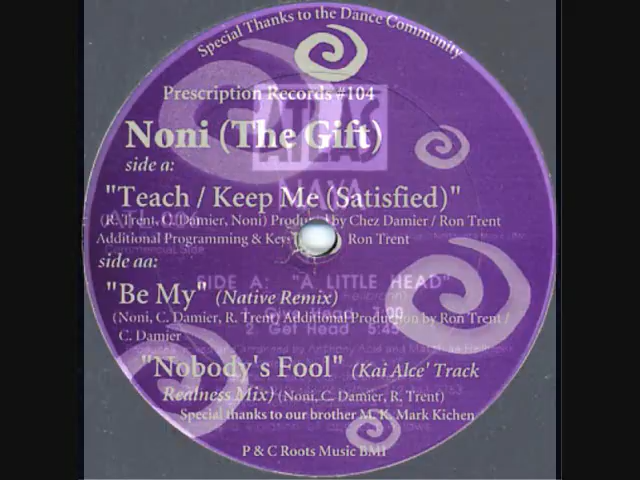 Special Thanks to the Dance Community
Prescription Records #104
ATLAS
Noni (The Gift)
side a:
NAYA
"Teach / Keep Me (Satisfied)"
(R. Trent, C. Damier, Noni) Produced by Chez Damier / Ron Trent
Additional Programming & Keys Ron Trent
side aa:
SIDE A: "A LITTLE HEAD"
"Be My" (Native Remix)
(Noni, C. Damier, R. Trent) Additional Production by Ron Trent /
2. Get Head 5:45
C. Damier
"Nobody's Fool" (Kai Alce' Track
Realness Mix) (Noni, C. Damier, R. Trent)
Special thanks to our brother M. K. Mark Kichen
P & C Roots Music BMI